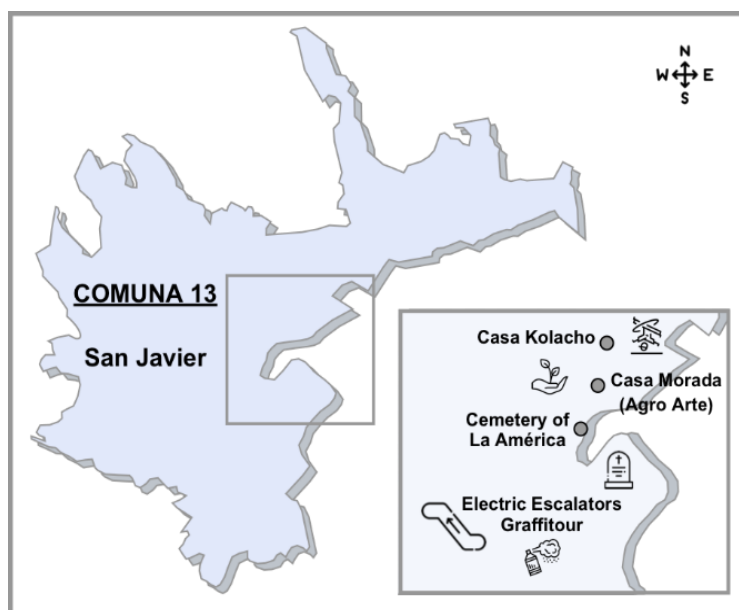 N
W E
S
COMUNA 13
San Javier
Casa Kolacho
Casa Morada
(Agro Arte)
Cemetery of
La América
Electric Escalators
Graffitour